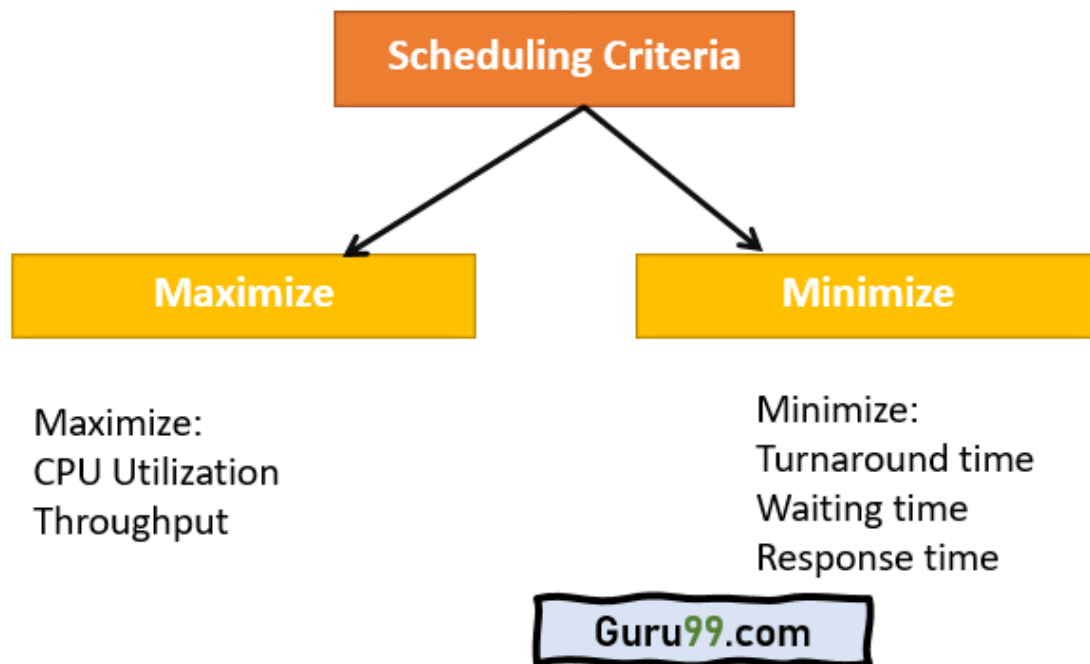 Scheduling Criteria
Maximize
Minimize
Maximize:
CPU Utilization
Throughput
Minimize:
Turnaround time
Waiting time
Response time
Guru99.com